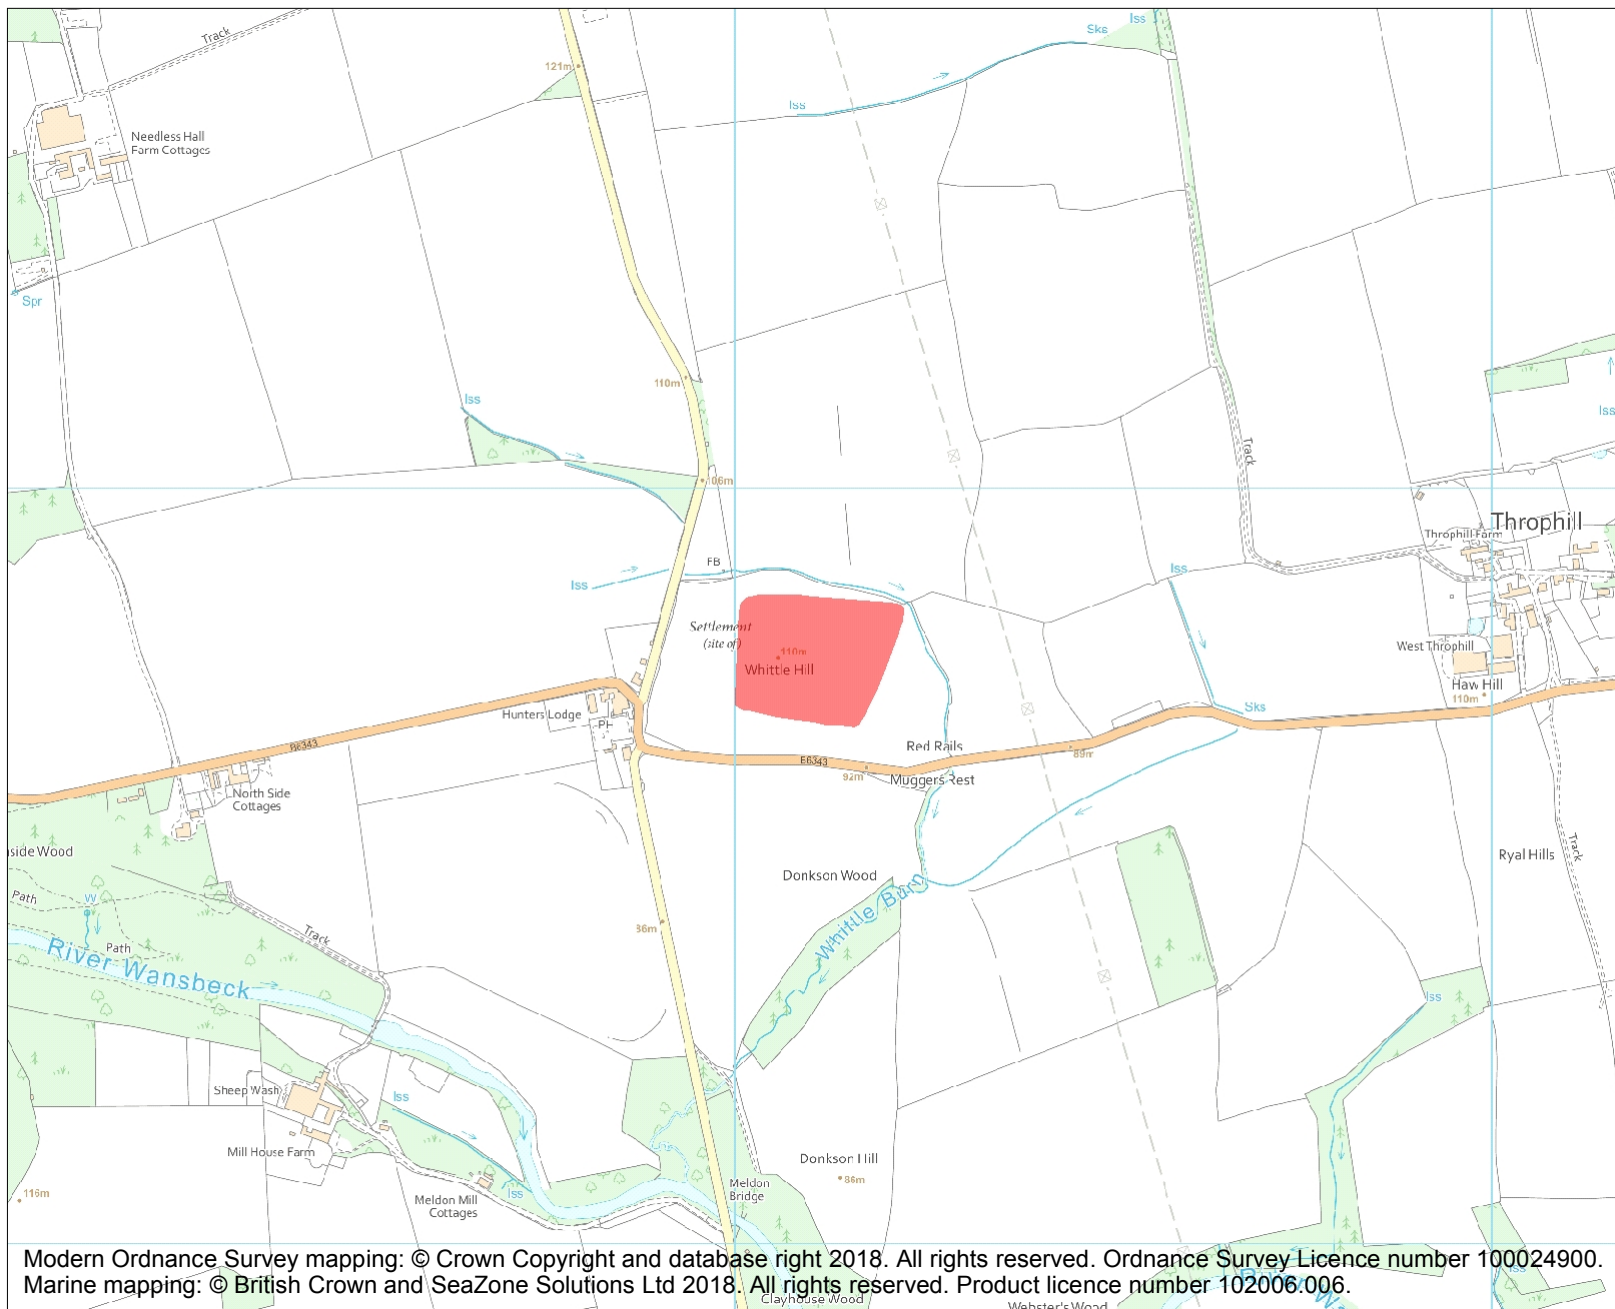 Iss
Sks
Track
121m
Iss
Needless Hall
Farm Cottages
Spr
110m
Iss
Track
Iss
106m
Throphill
Throphill Farm
FB
Iss
Iss
Settlement
(site of)
110m
Whittle Hill
West Throphill
Haw Hill
110m
Hunters Lodge
PH
Sks
B6343
Red Rails
89m
92m
Muggers Rest
North Side
Cottages
Donkson Wood
Ryal Hills
Track
Path
W
Path
Track
Whittle Burn
River Wansbeck
Iss
Sheep Wash
Iss
Mill House Farm
Donkson Hill
86m
Meldon
Bridge
116m
Meldon Mill
Cottages
Iss
Modern Ordnance Survey mapping: © Crown Copyright and database right 2018. All rights reserved. Ordnance Survey Licence number 100024900.
Marine mapping: © British Crown and SeaZone Solutions Ltd 2018. All rights reserved. Product licence number 102006.006.
Iss
Clayhouse Wood
Webster's Wood